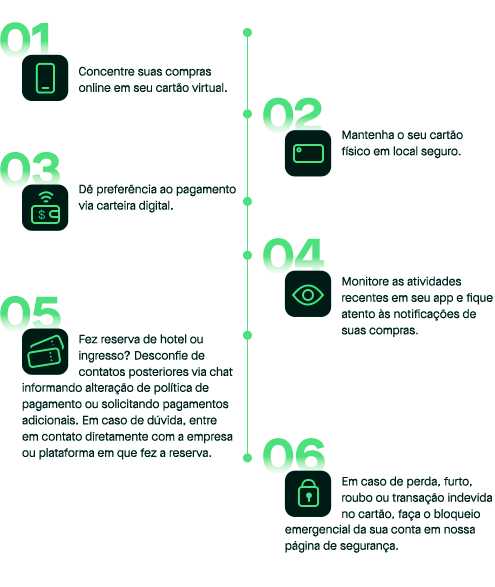 01
Concentre suas compras
online em seu cartão virtual.
02
Mantenha o seu cartão
físico em local seguro.
03
Dê preferência ao pagamento
via carteira digital.
$
04
Monitore as atividades
recentes em seu app e fique
atento às notificações de
suas compras.
05
Fez reserva de hotel ou
ingresso? Desconfie de
contatos posteriores via chat
informando alteração de política de
pagamento ou solicitando pagamentos
adicionais. Em caso de dúvida, entre
em contato diretamente com a empresa
ou plataforma em que fez a reserva.
06
Em caso de perda, furto,
roubo ou transação indevida
no cartão, faça o bloqueio
emergencial da sua conta em nossa
página de segurança.